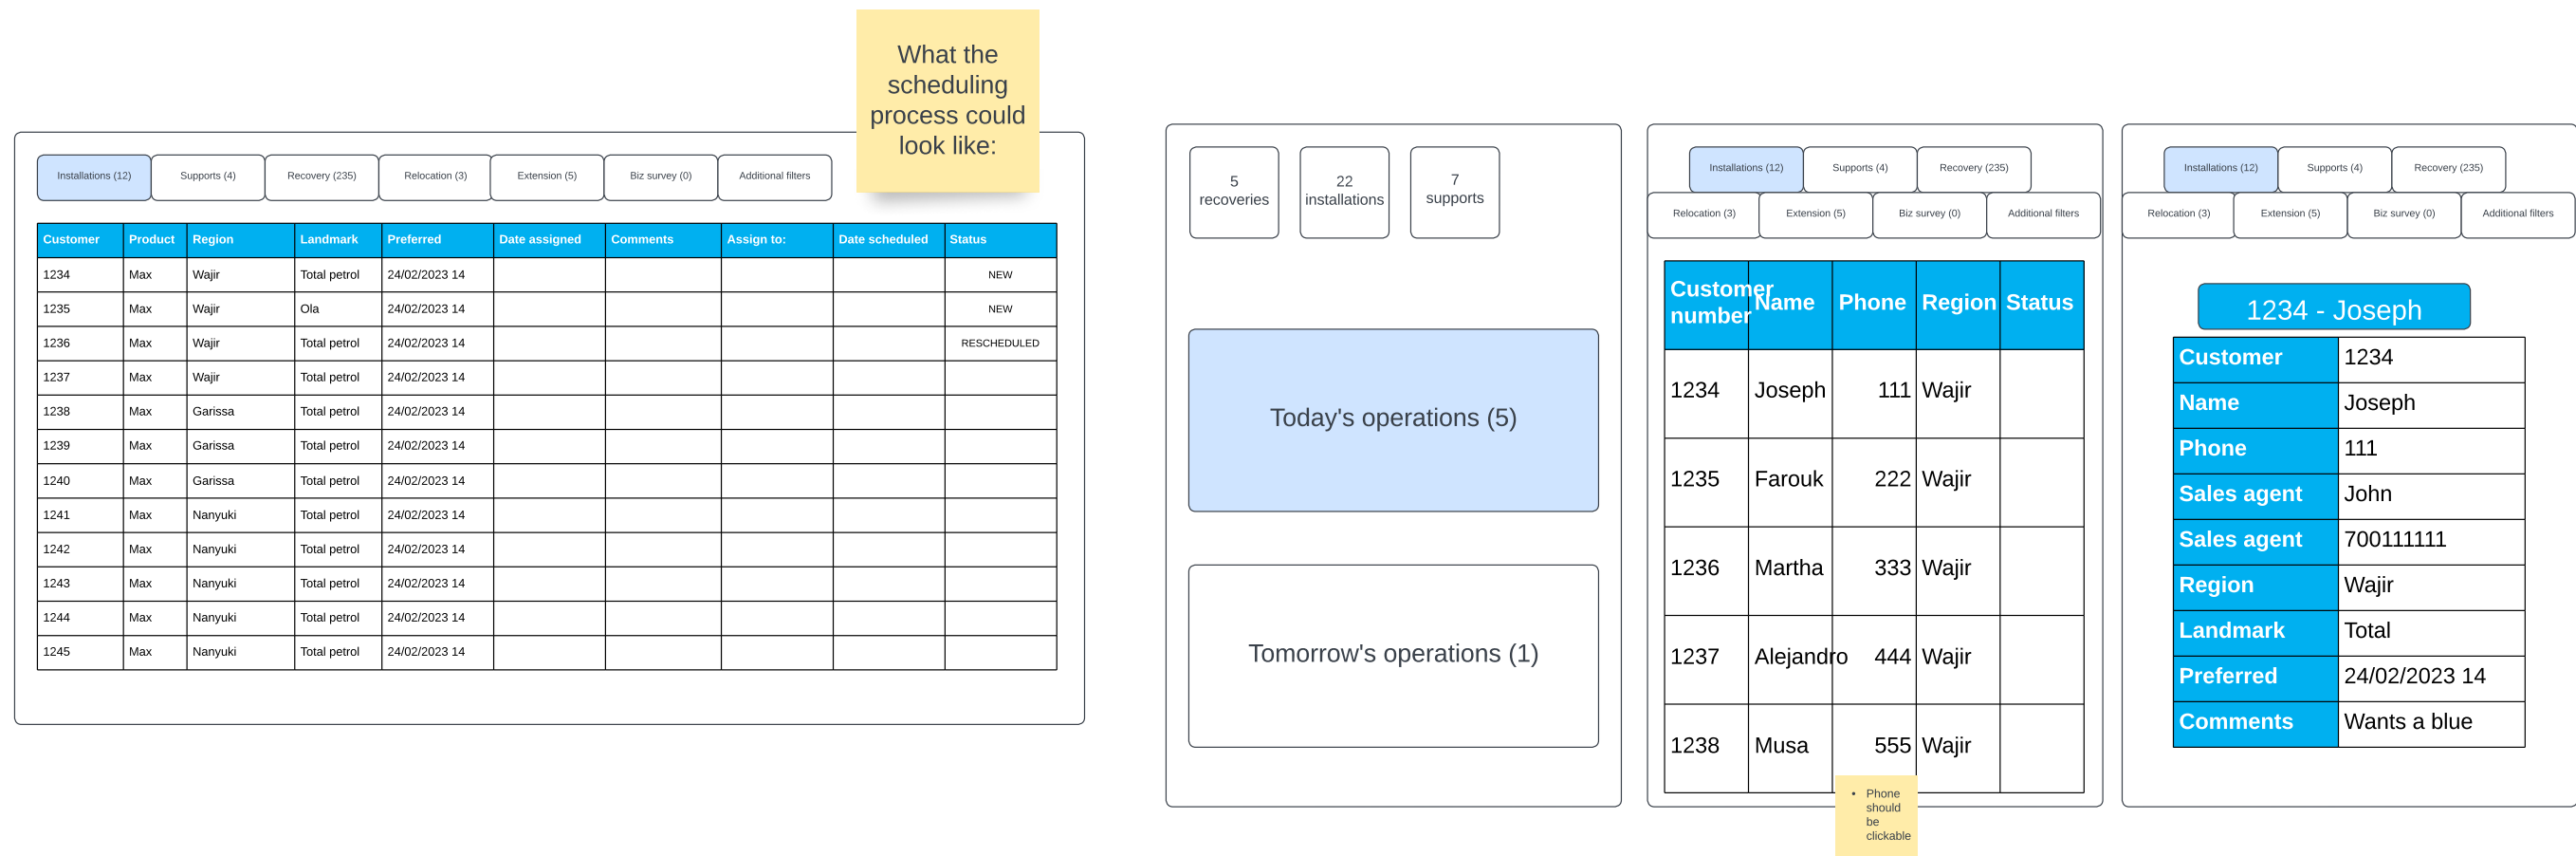 What the
scheduling
process could
look like:
Installations (12) Supports (4) Recovery (235) Relocation (3) Extension (5) Biz survey (0) Additional filters
Customer Product Region Landmark Preferred Date assigned Comments Assign to: Date scheduled Status
1234 Max Wajir Total petrol 24/02/2023 14 NEW
1235 Max Wajir Ola 24/02/2023 14 NEW
1236 Max Wajir Total petrol 24/02/2023 14 RESCHEDULED
1237 Max Wajir Total petrol 24/02/2023 14
1238 Max Garissa Total petrol 24/02/2023 14
1239 Max Garissa Total petrol 24/02/2023 14
1240 Max Garissa Total petrol 24/02/2023 14
1241 Max Nanyuki Total petrol 24/02/2023 14
1242 Max Nanyuki Total petrol 24/02/2023 14
1243 Max Nanyuki Total petrol 24/02/2023 14
1244 Max Nanyuki Total petrol 24/02/2023 14
1245 Max Nanyuki Total petrol 24/02/2023 14
5
recoveries
22
installations
7
supports
Today's operations (5)
Tomorrow's operations (1)
Installations (12) Supports (4) Recovery (235)
Relocation (3) Extension (5) Biz survey (0) Additional filters
Customer
number Name Phone Region Status
1234 Joseph 111 Wajir
1235 Farouk 222 Wajir
1236 Martha 333 Wajir
1237 Alejandro 444 Wajir
1238 Musa 555 Wajir
• Phone
should
be
clickable
Installations (12) Supports (4) Recovery (235)
Relocation (3) Extension (5) Biz survey (0) Additional filters
1234 - Joseph
Customer 1234
Name Joseph
Phone 111
Sales agent John
Sales agent 700111111
Region Wajir
Landmark Total
Preferred 24/02/2023 14
Comments Wants a blue